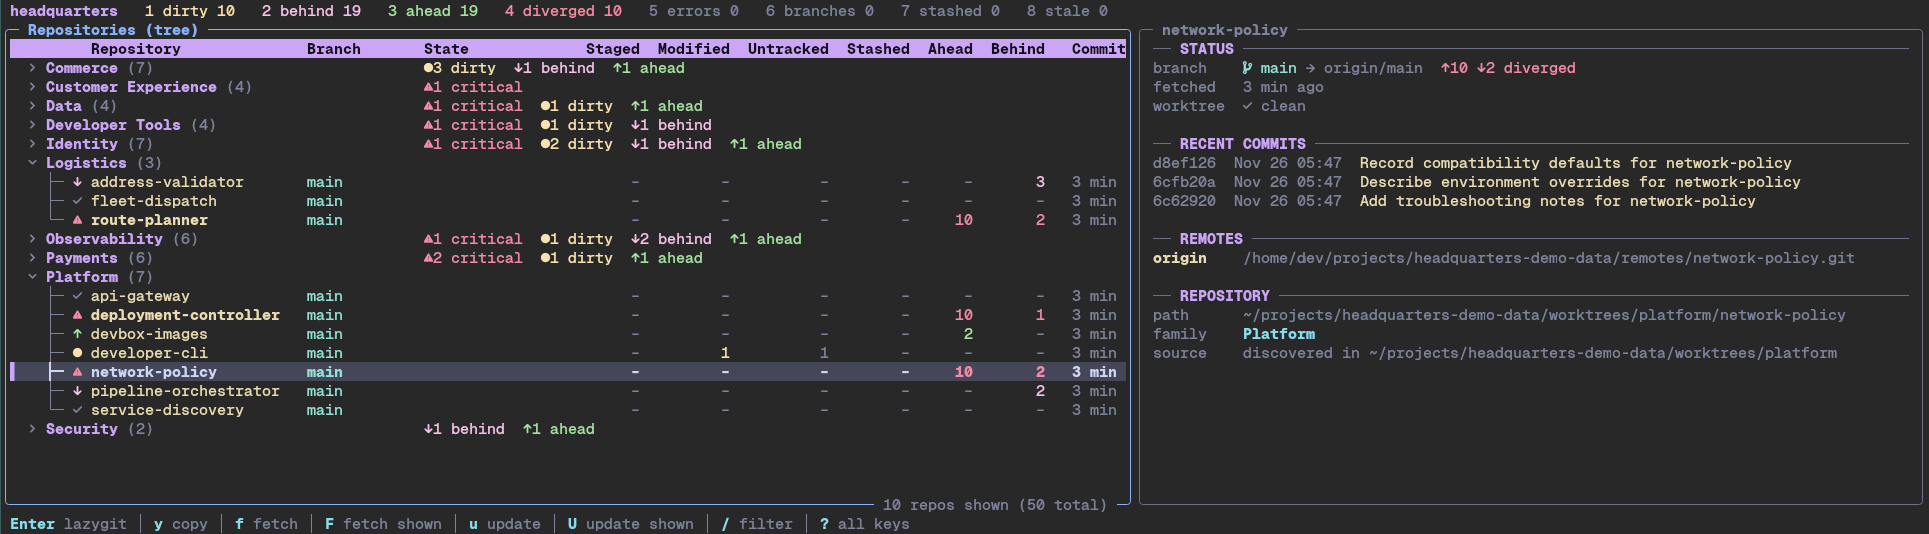 headquarters 1 dirty 10 2 behind 19 3 ahead 19 4 diverged 10 5 errors 0 6 branches 0 7 stashed 0 8 stale 0
Repositories (tree)
Repository Branch State Staged Modified Untracked Stashed Ahead Behind Commit
› Commerce (7) ●3 dirty ↓1 behind ↑1 ahead
› Customer Experience (4) ▲1 critical
› Data (4) ▲1 critical ●1 dirty ↑1 ahead
› Developer Tools (4) ▲1 critical ●1 dirty ↓1 behind
› Identity (7) ▲1 critical ●2 dirty ↓1 behind ↑1 ahead
⌄ Logistics (3)
├─ ↓ address-validator main – – – – – 3 3 min
├─ ✓ fleet-dispatch main – – – – – – 3 min
└─ ▲ route-planner main – – – – 10 2 3 min
› Observability (6) ▲1 critical ●1 dirty ↓2 behind ↑1 ahead
› Payments (6) ▲2 critical ●1 dirty ↑1 ahead
⌄ Platform (7)
├─ ✓ api-gateway main – – – – – – 3 min
├─ ▲ deployment-controller main – – – – 10 1 3 min
├─ ↑ devbox-images main – – – – 2 – 3 min
├─ ● developer-cli main – 1 1 – – – 3 min
├─ ▲ network-policy main – – – – 10 2 3 min
├─ ↓ pipeline-orchestrator main – – – – – 2 3 min
└─ ✓ service-discovery main – – – – – – 3 min
› Security (2) ↓1 behind ↑1 ahead
10 repos shown (50 total)
network-policy
STATUS
branch main → origin/main ↑10 ↓2 diverged
fetched 3 min ago
worktree ✓ clean
RECENT COMMITS
d8ef126 Nov 26 05:47 Record compatibility defaults for network-policy
6cfb20a Nov 26 05:47 Describe environment overrides for network-policy
6c62920 Nov 26 05:47 Add troubleshooting notes for network-policy
REMOTES
origin /home/dev/projects/headquarters-demo-data/remotes/network-policy.git
REPOSITORY
path ~/projects/headquarters-demo-data/worktrees/platform/network-policy
family Platform
source discovered in ~/projects/headquarters-demo-data/worktrees/platform
Enter lazygit │ y copy │ f fetch │ F fetch shown │ u update │ U update shown │ / filter │ ? all keys